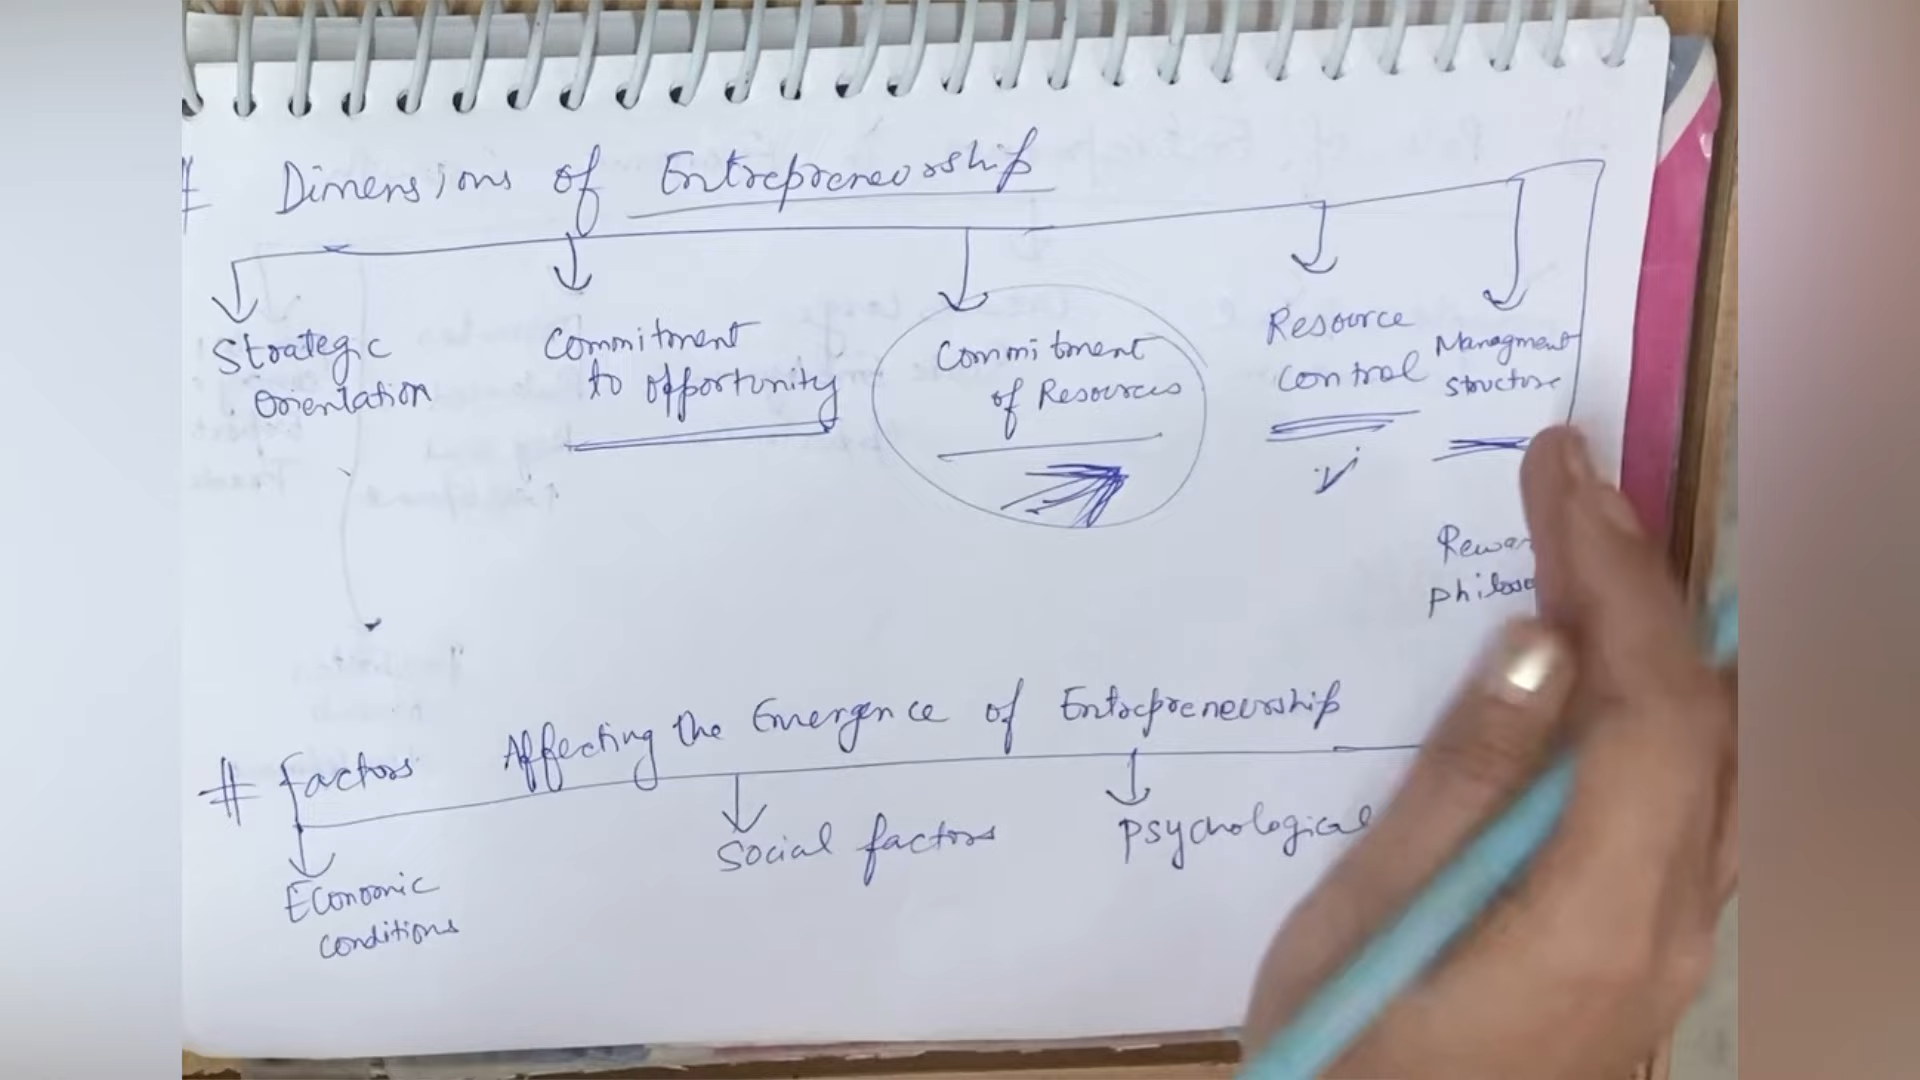 # Dimensions of Entrepreneurship
Strategic
Orientation
Commitment
to opportunity
Commitment
of Resources
Resource
control
Managment
structure
# factors Affecting the Emergence of Entrepreneurship
Economic
conditions
Social factors
Psychological